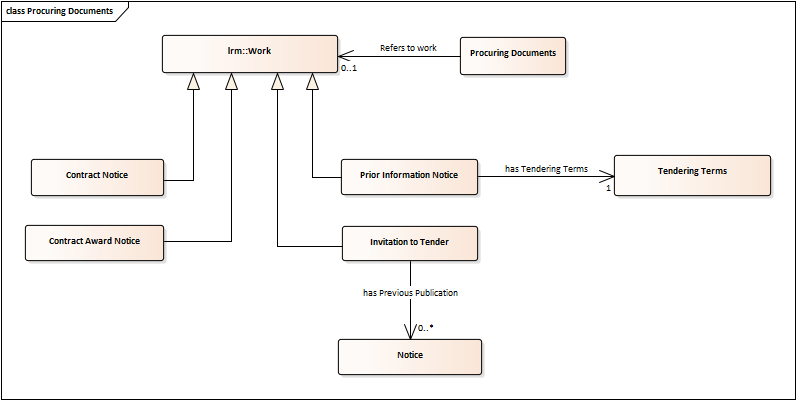 class Procuring Documents
lrm::Work
Refers to work
0..1
Procuring Documents
Contract Notice
Prior Information Notice
has Tendering Terms
1
Tendering Terms
Contract Award Notice
Invitation to Tender
has Previous Publication
0..*
Notice